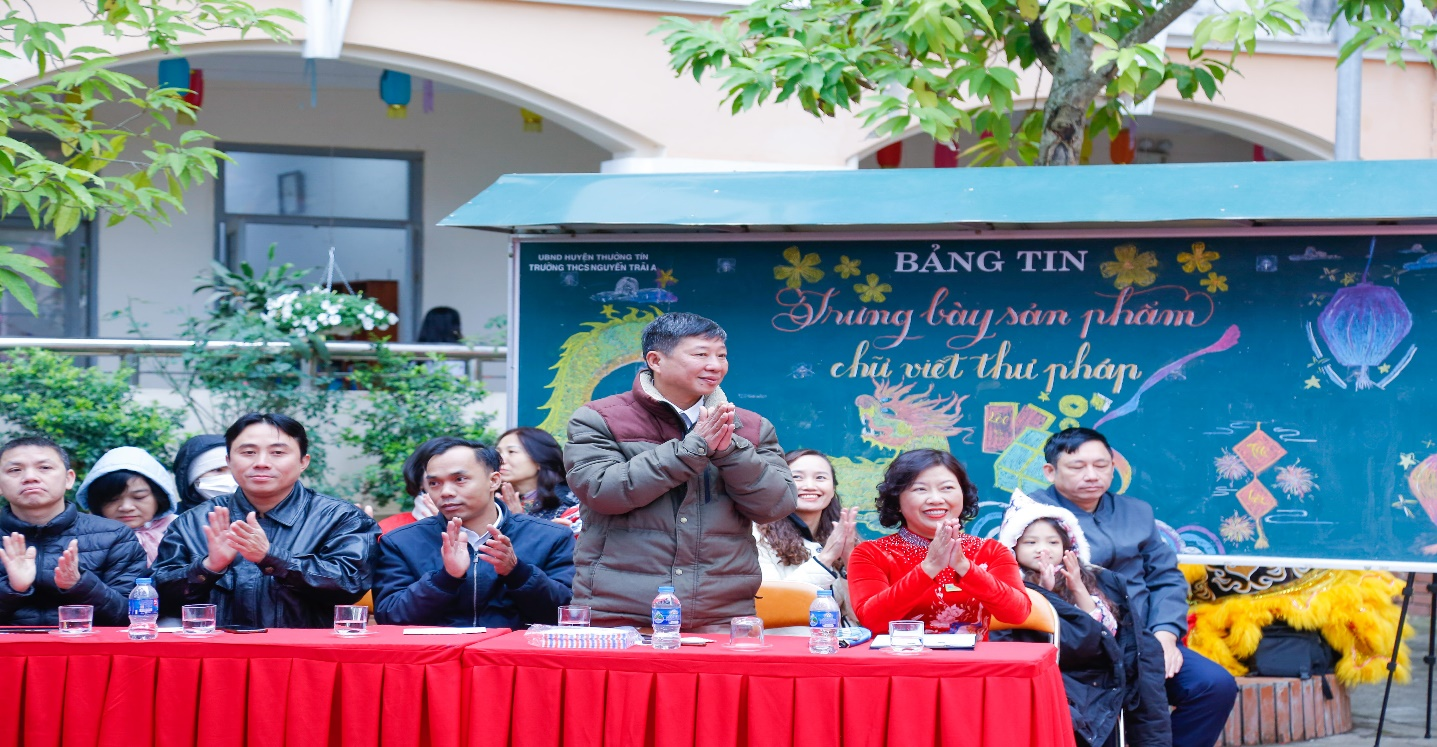 UBND HUYỆN THƯỜNG TÍN
TRƯỜNG THCS NGUYỄN TRÃI A
BẢNG TIN
Trưng bày sản phẩm
chữ viết thư pháp